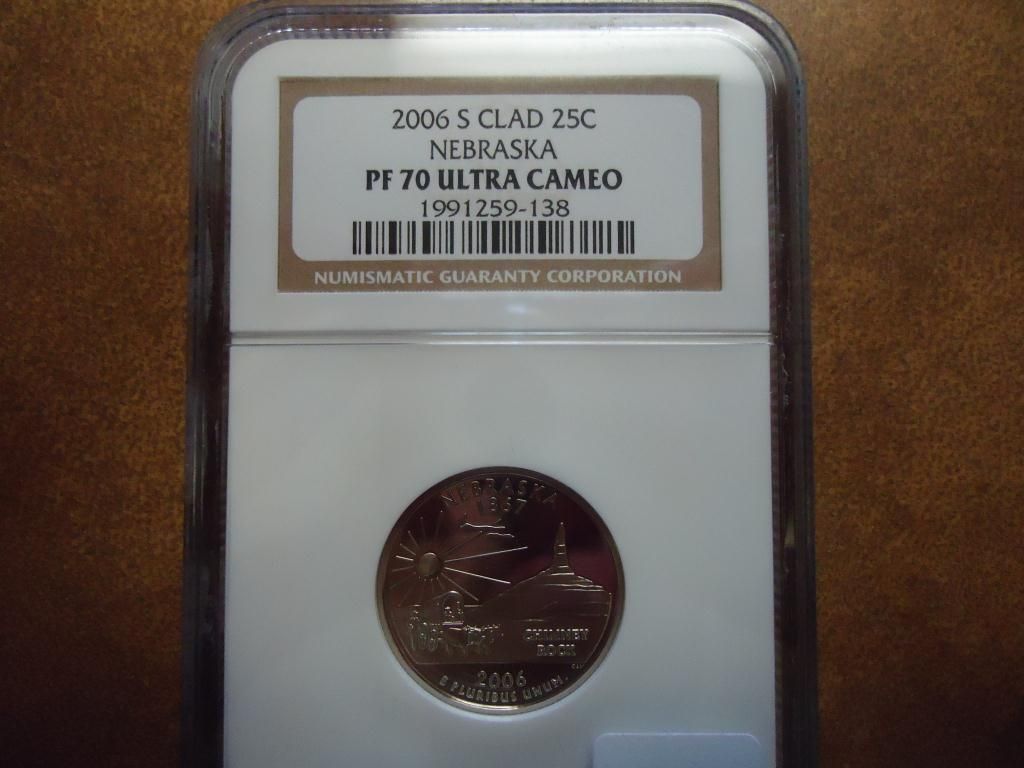 2006 S CLAD 25C
NEBRASKA
PF 70 ULTRA CAMEO
1991259-138
NUMISMATIC GUARANTY CORPORATION
NEBRASKA
1867
CHIMNEY
ROCK
2006
E PLURIBUS UNUM